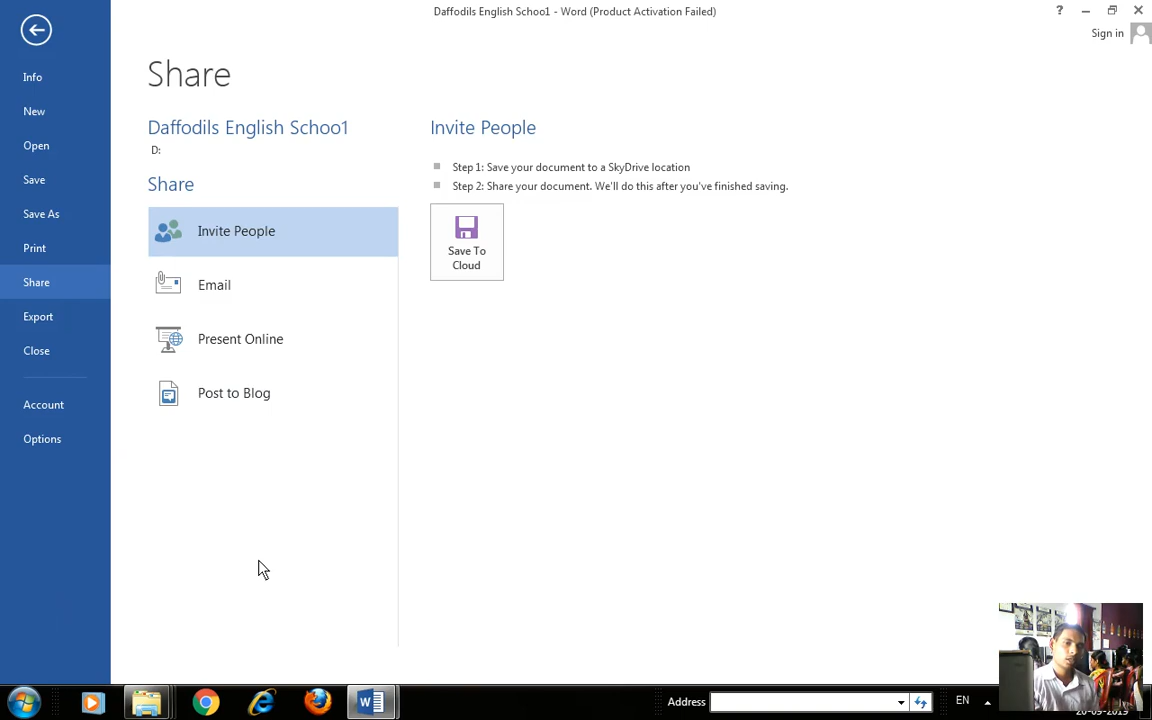 Daffodils English Schoo1 - Word (Product Activation Failed)
?
Sign in
Info
New
Open
Save
Save As
Print
Share
Export
Close
Account
Options
Share
Daffodils English Schoo1
D:
Share
Invite People
Email
Present Online
Post to Blog
Invite People
Step 1: Save your document to a SkyDrive location
Step 2: Share your document. We'll do this after you've finished saving.
Save To
Cloud
Address
EN